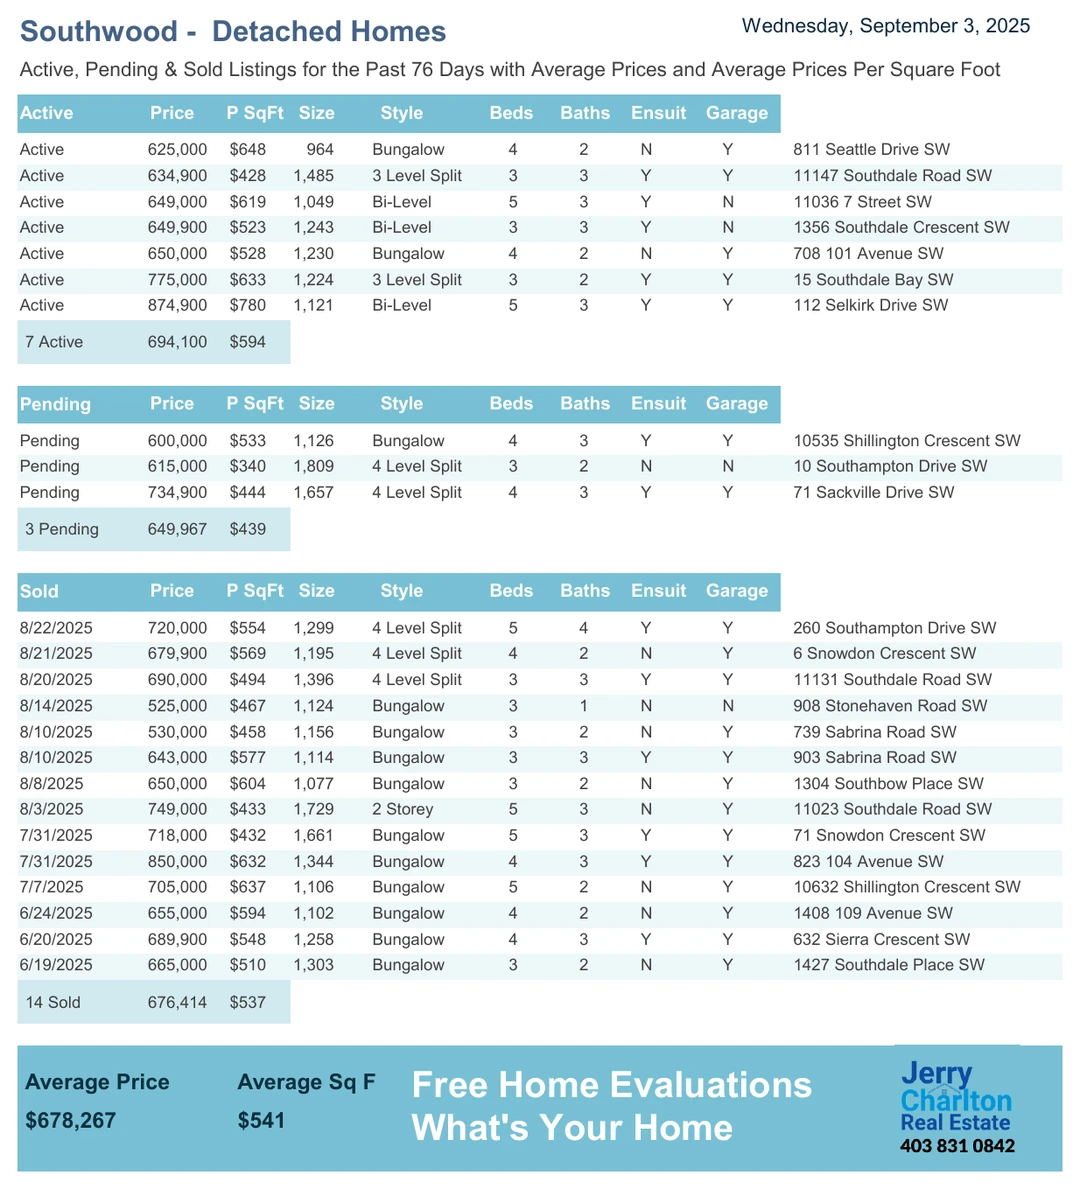 Southwood -  Detached Homes
Wednesday, September 3, 2025
Active, Pending & Sold Listings for the Past 76 Days with Average Prices and Average Prices Per Square Foot
Active Price P SqFt Size Style Beds Baths Ensuit Garage
Active 625,000 $648 964 Bungalow 4 2 N Y 811 Seattle Drive SW
Active 634,900 $428 1,485 3 Level Split 3 3 Y Y 11147 Southdale Road SW
Active 649,000 $619 1,049 Bi-Level 5 3 Y N 11036 7 Street SW
Active 649,900 $523 1,243 Bi-Level 3 3 Y N 1356 Southdale Crescent SW
Active 650,000 $528 1,230 Bungalow 4 2 N Y 708 101 Avenue SW
Active 775,000 $633 1,224 3 Level Split 3 2 Y Y 15 Southdale Bay SW
Active 874,900 $780 1,121 Bi-Level 5 3 Y Y 112 Selkirk Drive SW
7 Active 694,100 $594
Pending Price P SqFt Size Style Beds Baths Ensuit Garage
Pending 600,000 $533 1,126 Bungalow 4 3 Y Y 10535 Shillington Crescent SW
Pending 615,000 $340 1,809 4 Level Split 3 2 N N 10 Southampton Drive SW
Pending 734,900 $444 1,657 4 Level Split 4 3 Y Y 71 Sackville Drive SW
3 Pending 649,967 $439
Sold Price P SqFt Size Style Beds Baths Ensuit Garage
8/22/2025 720,000 $554 1,299 4 Level Split 5 4 Y Y 260 Southampton Drive SW
8/21/2025 679,900 $569 1,195 4 Level Split 4 2 N Y 6 Snowdon Crescent SW
8/20/2025 690,000 $494 1,396 4 Level Split 3 3 Y Y 11131 Southdale Road SW
8/14/2025 525,000 $467 1,124 Bungalow 3 1 N N 908 Stonehaven Road SW
8/10/2025 530,000 $458 1,156 Bungalow 3 2 N Y 739 Sabrina Road SW
8/10/2025 643,000 $577 1,114 Bungalow 3 3 Y Y 903 Sabrina Road SW
8/8/2025 650,000 $604 1,077 Bungalow 3 2 N Y 1304 Southbow Place SW
8/3/2025 749,000 $433 1,729 2 Storey 5 3 N Y 11023 Southdale Road SW
7/31/2025 718,000 $432 1,661 Bungalow 5 3 Y Y 71 Snowdon Crescent SW
7/31/2025 850,000 $632 1,344 Bungalow 4 3 Y Y 823 104 Avenue SW
7/7/2025 705,000 $637 1,106 Bungalow 5 2 N Y 10632 Shillington Crescent SW
6/24/2025 655,000 $594 1,102 Bungalow 4 2 N Y 1408 109 Avenue SW
6/20/2025 689,900 $548 1,258 Bungalow 4 3 Y Y 632 Sierra Crescent SW
6/19/2025 665,000 $510 1,303 Bungalow 3 2 N Y 1427 Southdale Place SW
14 Sold 676,414 $537
Average Price Average Sq F
$678,267 $541
Free Home Evaluations
What's Your Home
Jerry
Charlton
Real Estate
403 831 0842